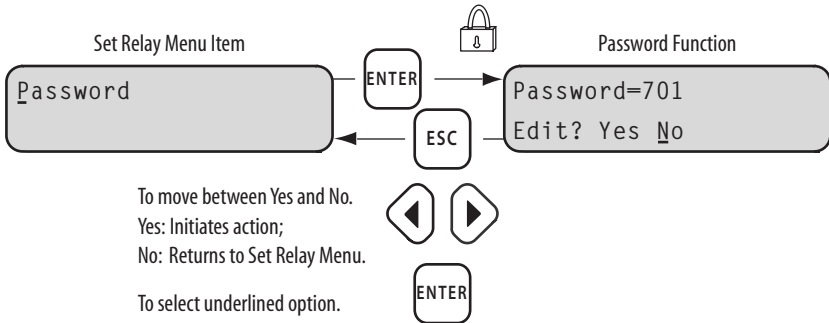 Set Relay Menu Item
Password Function
Password
ENTER
Password=701
Edit? Yes No
ESC
To move between Yes and No.
Yes: Initiates action;
No: Returns to Set Relay Menu.
To select underlined option.
ENTER